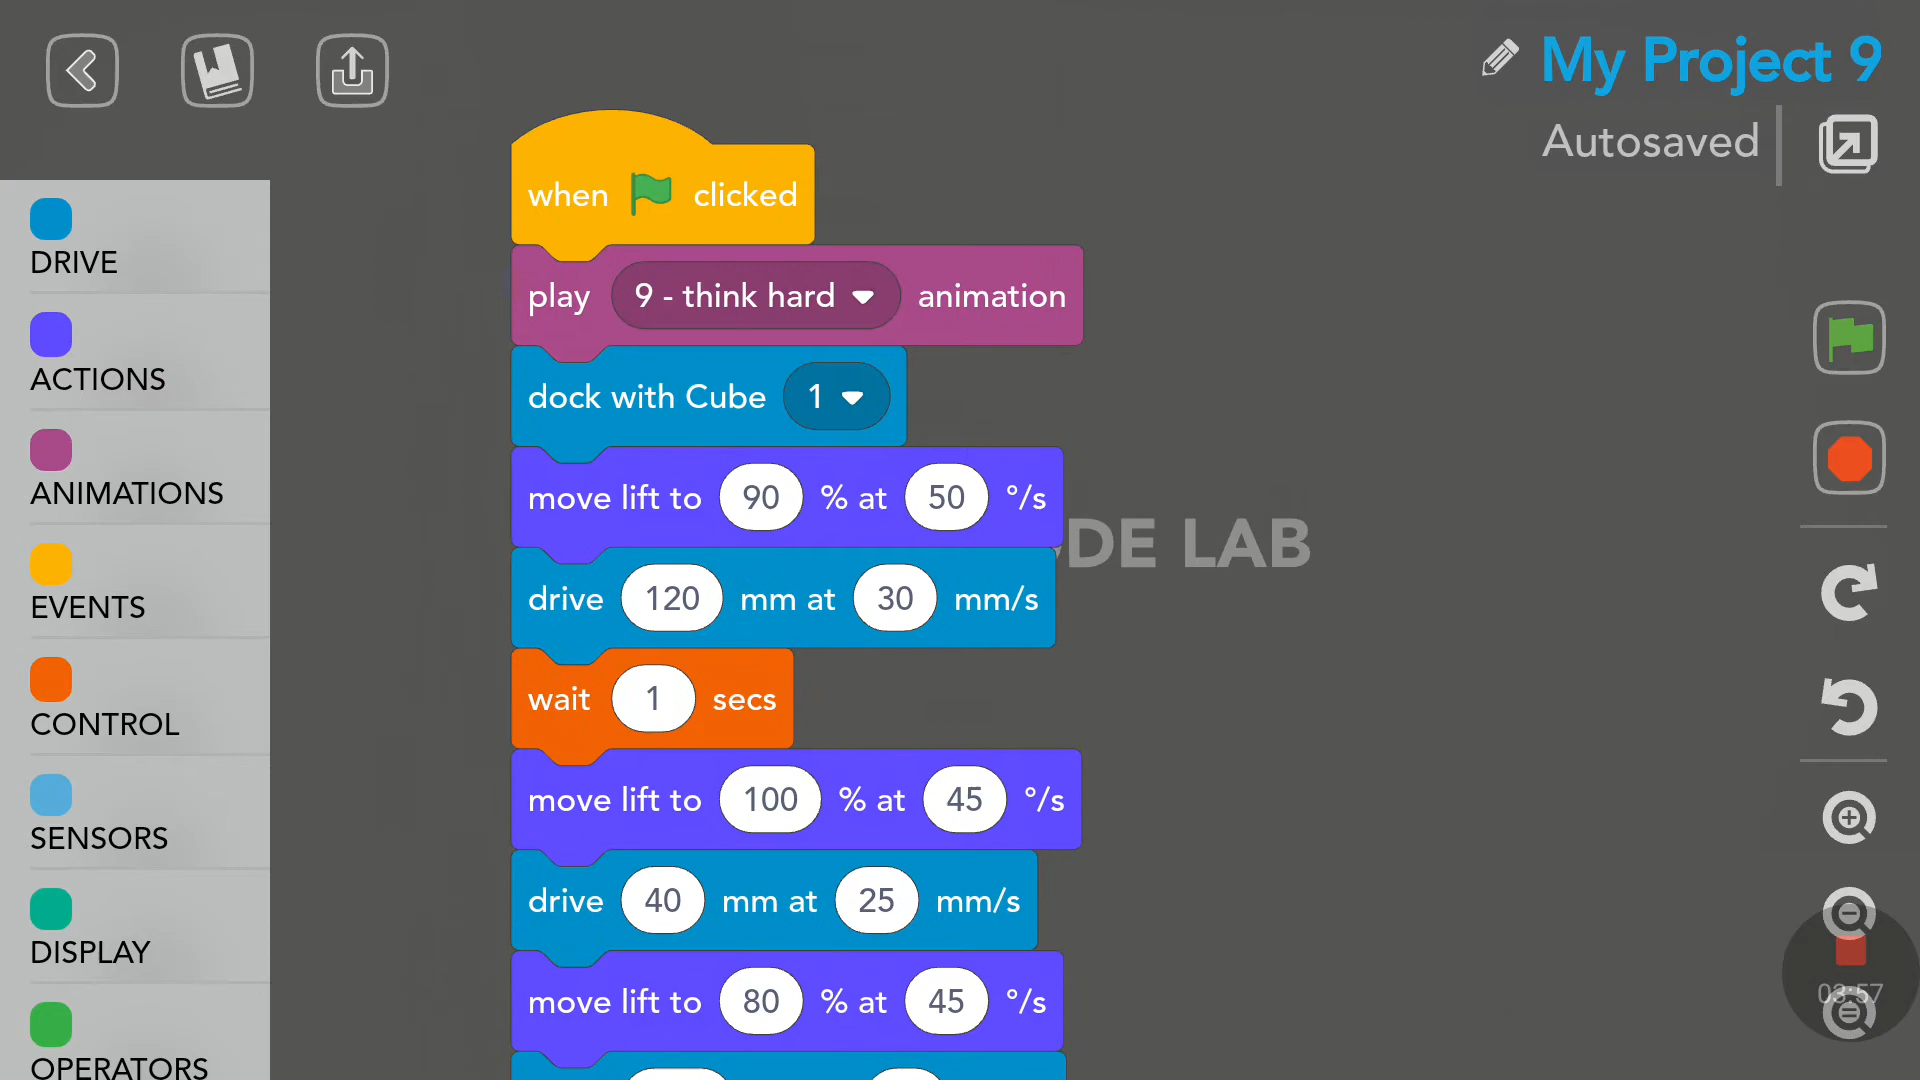 My Project 9
Autosaved
DRIVE
ACTIONS
ANIMATIONS
EVENTS
CONTROL
SENSORS
DISPLAY
OPERATORS
when clicked
play 9 - think hard animation
dock with Cube 1
move lift to 90 % at 50 °/s
DE LAB
drive 120 mm at 30 mm/s
wait 1 secs
move lift to 100 % at 45 °/s
drive 40 mm at 25 mm/s
move lift to 80 % at 45 °/s
03:57